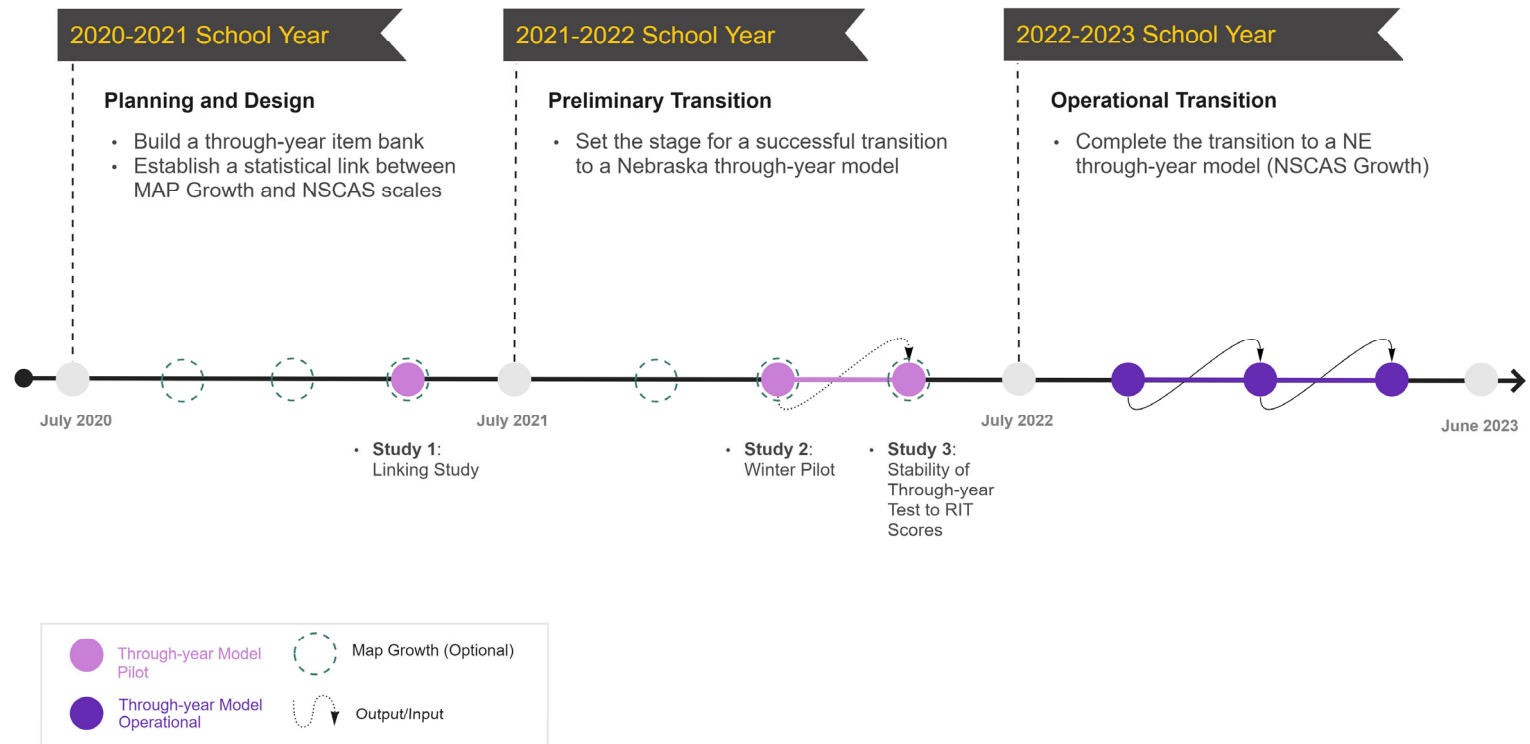 2020-2021 School Year
2021-2022 School Year
2022-2023 School Year
Planning and Design
• Build a through-year item bank
• Establish a statistical link between
MAP Growth and NSCAS scales
Preliminary Transition
• Set the stage for a successful transition
to a Nebraska through-year model
Operational Transition
• Complete the transition to a NE
through-year model (NSCAS Growth)
July 2020
July 2021
July 2022
June 2023
• Study 1:
Linking Study
• Study 2:
Winter Pilot
• Study 3:
Stability of
Through-year
Test to RIT
Scores
Through-year Model
Pilot
Map Growth (Optional)
Through-year Model
Operational
Output/Input